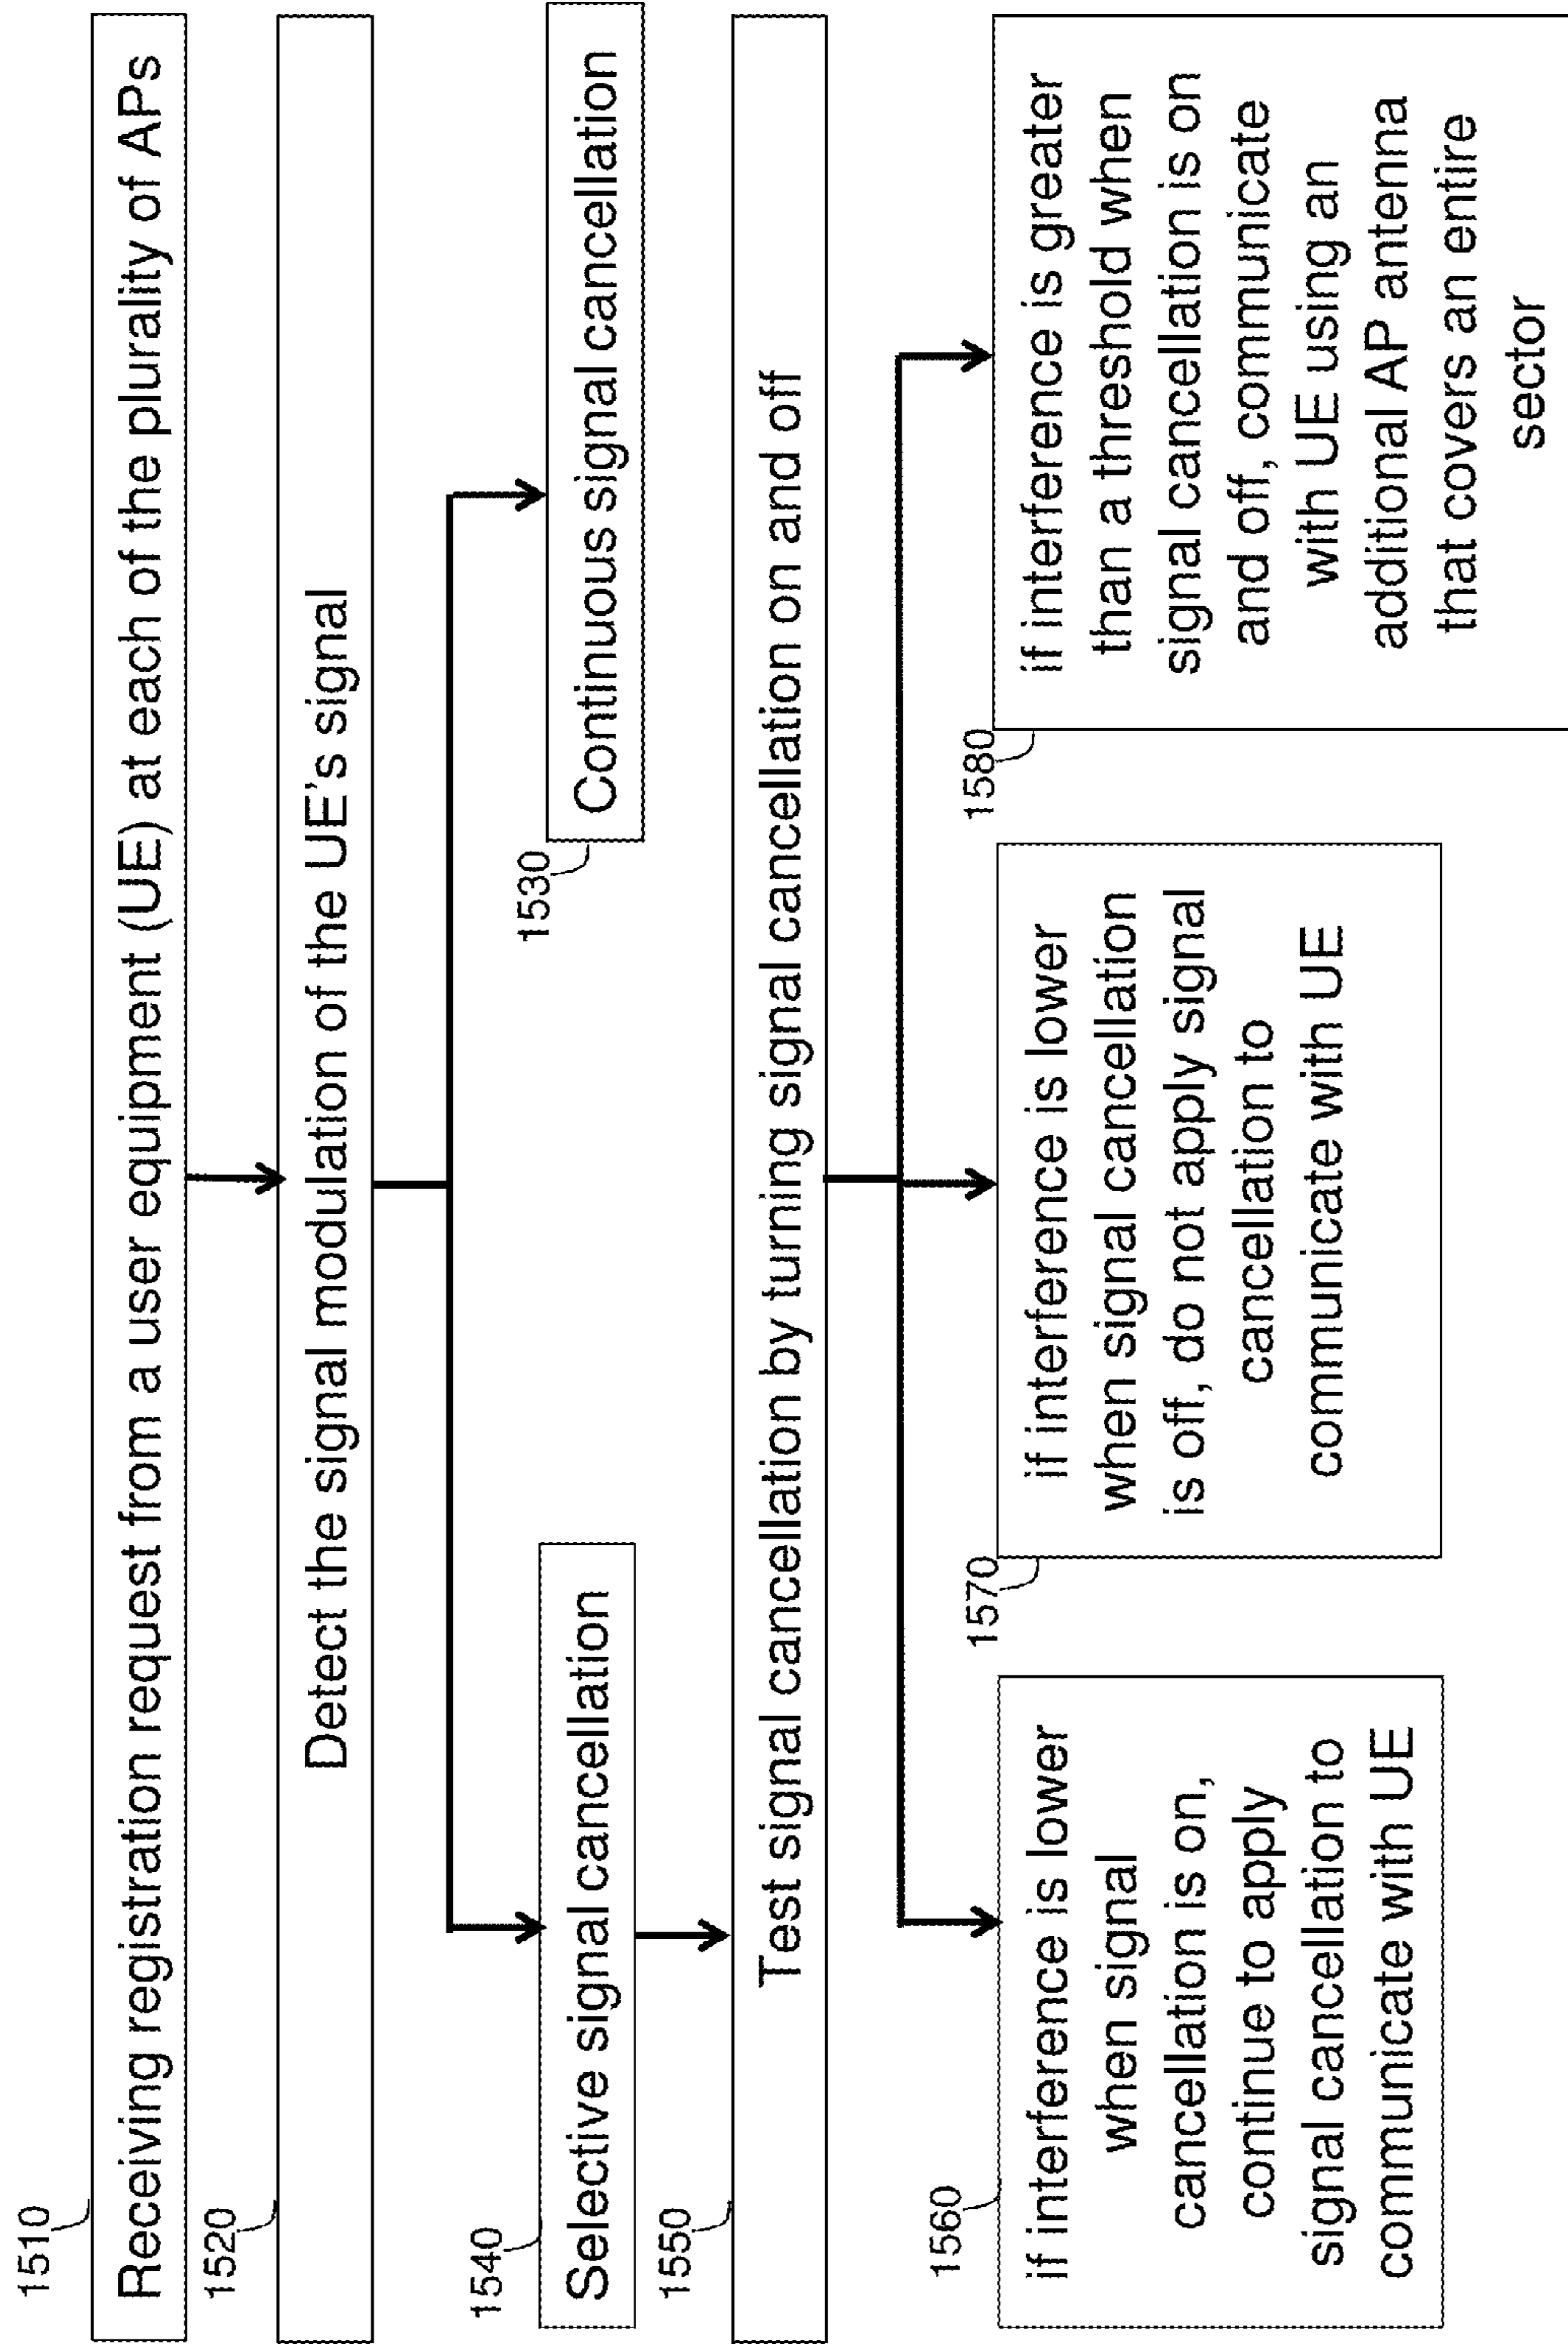 1510
Receiving registration request from a user equipment (UE) at each of the plurality of APs
1520
Detect the signal modulation of the UE's signal
1540
Selective signal cancellation
1530
Continuous signal cancellation
1550
Test signal cancellation by turning signal cancellation on and off
1560
if interference is lower
when signal
cancellation is on,
continue to apply
signal cancellation to
communicate with UE
1570
if interference is lower
when signal cancellation
is off, do not apply signal
cancellation to
communicate with UE
1580
if interference is greater
than a threshold when
signal cancellation is on
and off, communicate
with UE using an
additional AP antenna
that covers an entire
sector